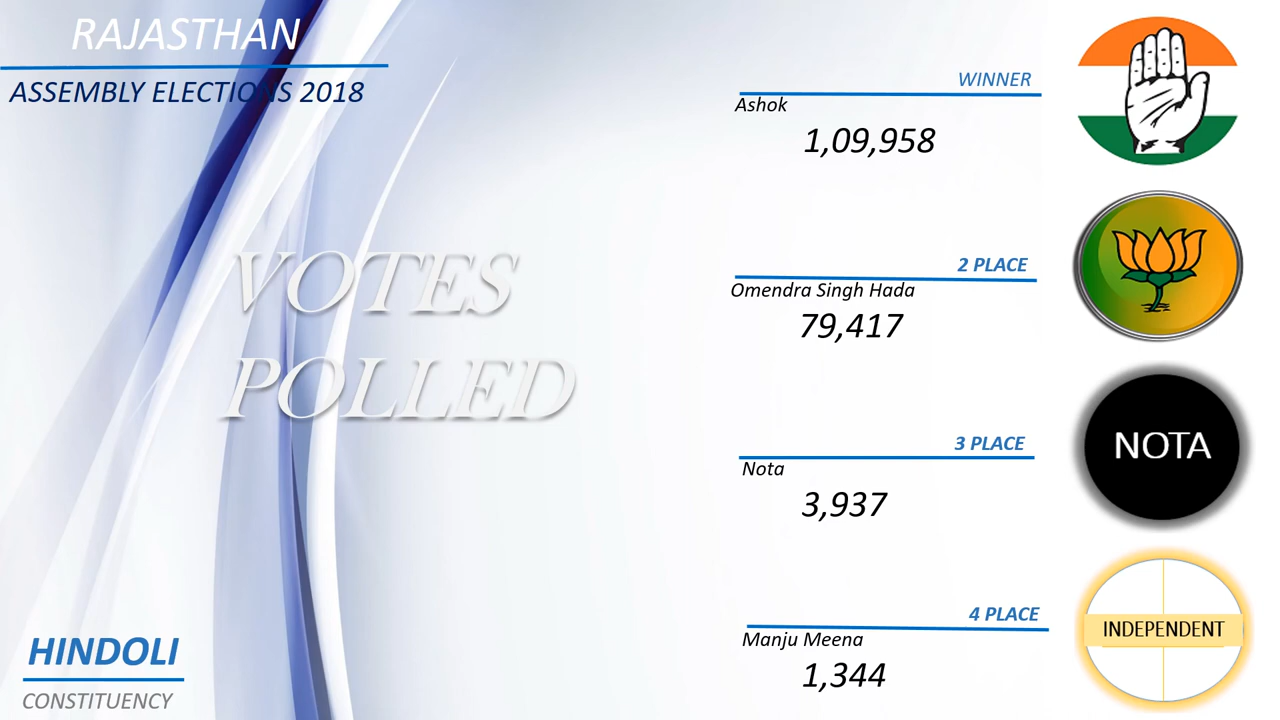 RAJASTHAN
ASSEMBLY ELECTIONS 2018
VOTES
POLLED
HINDOLI
CONSTITUENCY
WINNER
Ashok
1,09,958
2 PLACE
Omendra Singh Hada
79,417
3 PLACE
Nota
3,937
NOTA
4 PLACE
Manju Meena
1,344
INDEPENDENT